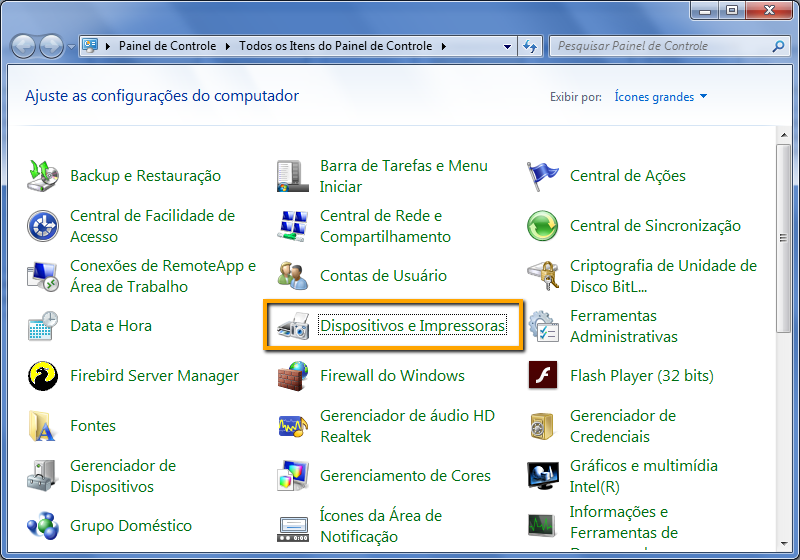 Painel de Controle
Todos os Itens do Painel de Controle
Pesquisar Painel de Controle
Ajuste as configurações do computador
Exibir por: Ícones grandes
Backup e Restauração
Barra de Tarefas e Menu
Iniciar
Central de Ações
Central de Facilidade de
Acesso
Central de Rede e
Compartilhamento
Central de Sincronização
Conexões de RemoteApp e
Área de Trabalho
Contas de Usuário
Criptografia de Unidade de
Disco BitL...
Data e Hora
Dispositivos e Impressoras
Ferramentas
Administrativas
Firebird Server Manager
Firewall do Windows
Flash Player (32 bits)
Fontes
Gerenciador de áudio HD
Realtek
Gerenciador de
Credenciais
Gerenciador de
Dispositivos
Gerenciamento de Cores
Gráficos e multimídia
Intel(R)
Grupo Doméstico
Ícones da Área de
Notificação
Informações e
Ferramentas de